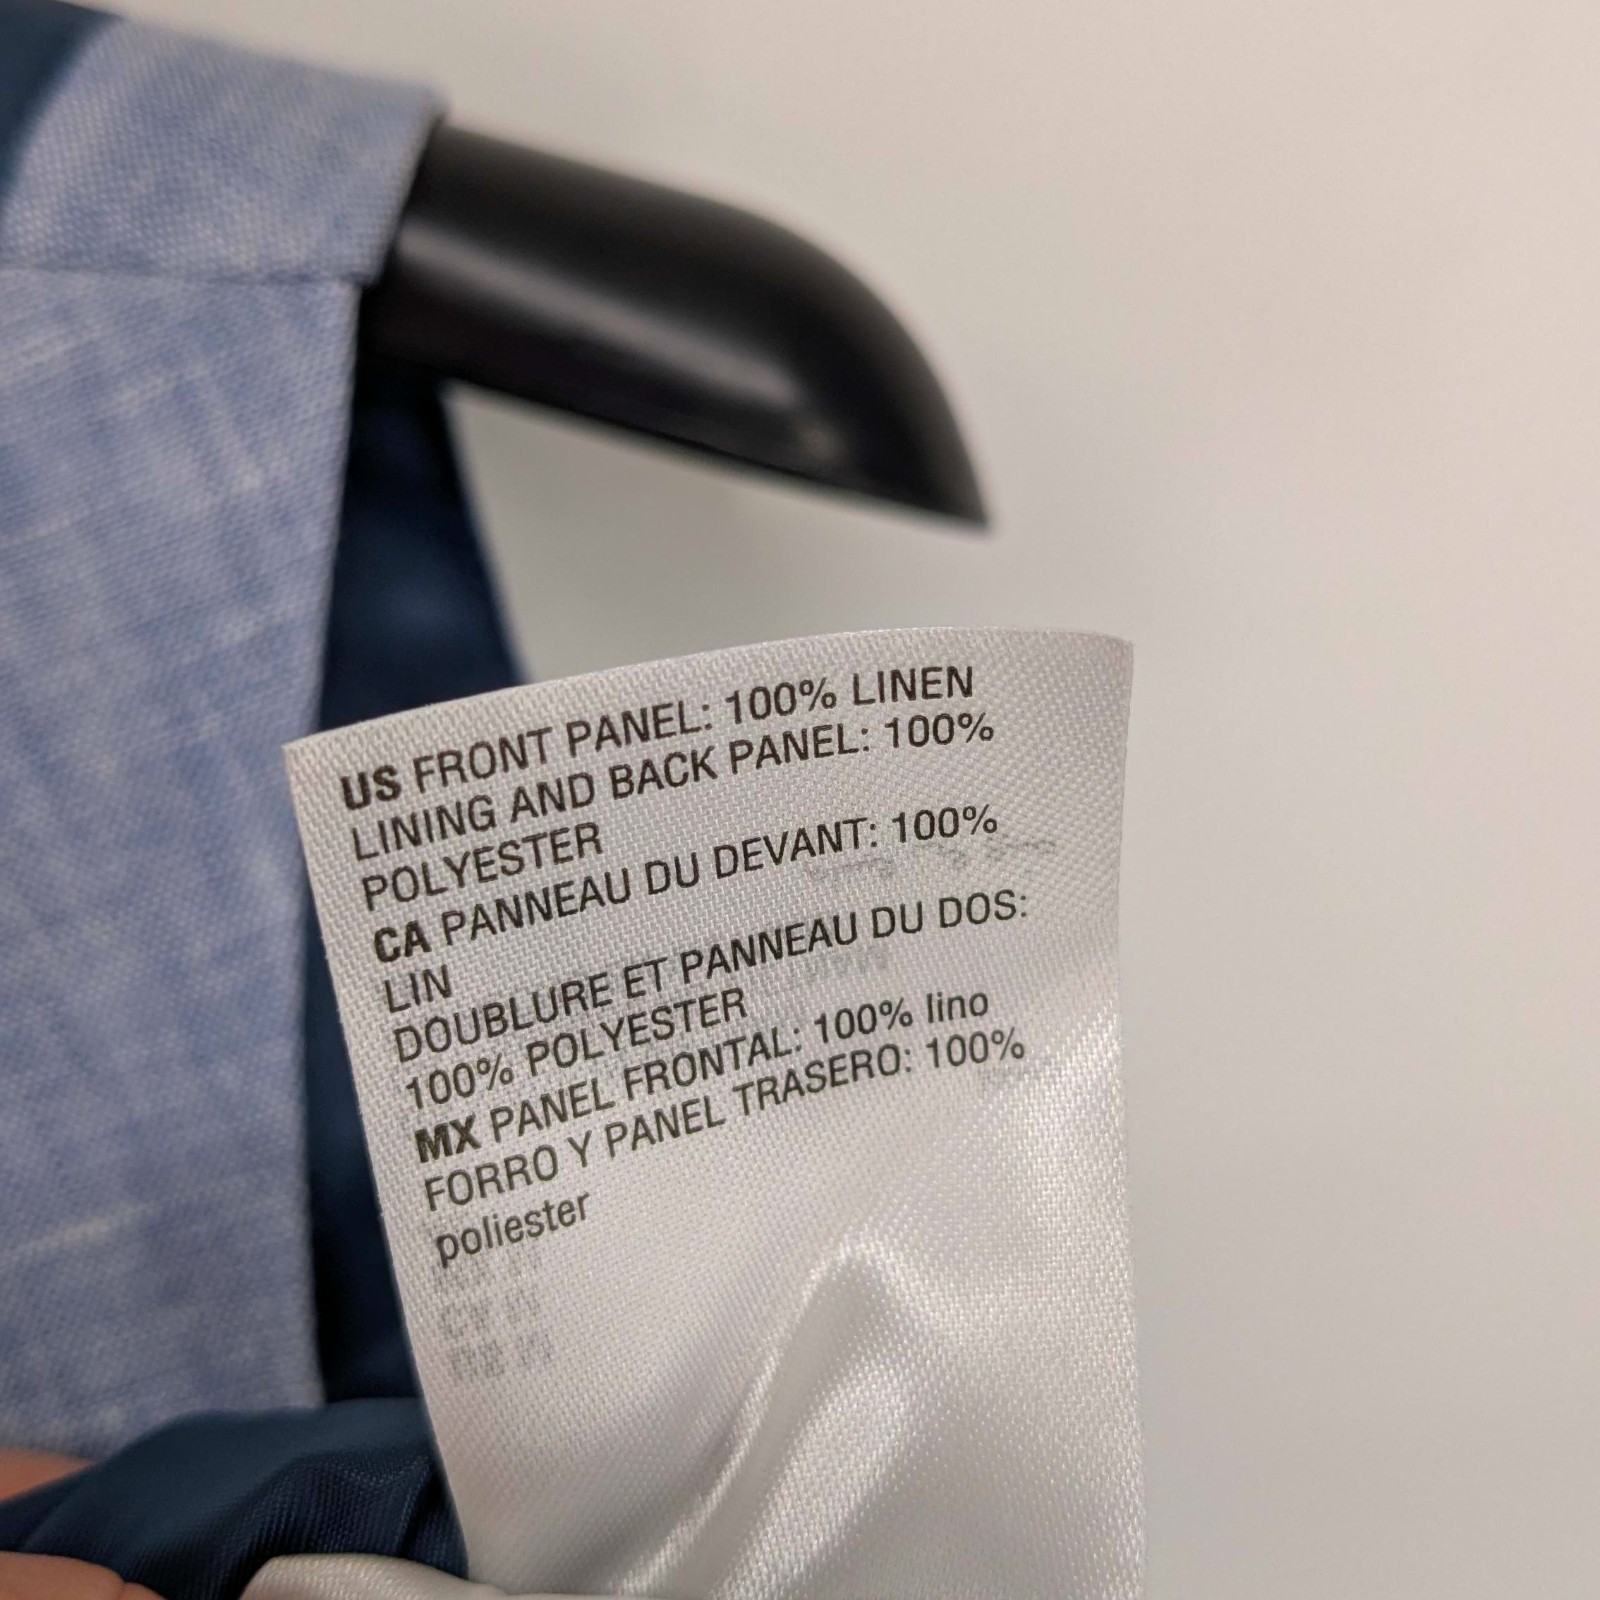 US FRONT PANEL: 100% LINEN
LINING AND BACK PANEL: 100%
POLYESTER
CA PANNEAU DU DEVANT: 100%
LIN
DOUBLURE ET PANNEAU DU DOS:
100% POLYESTER
MX PANEL FRONTAL: 100% lino
FORRO Y PANEL TRASERO: 100%
poliester